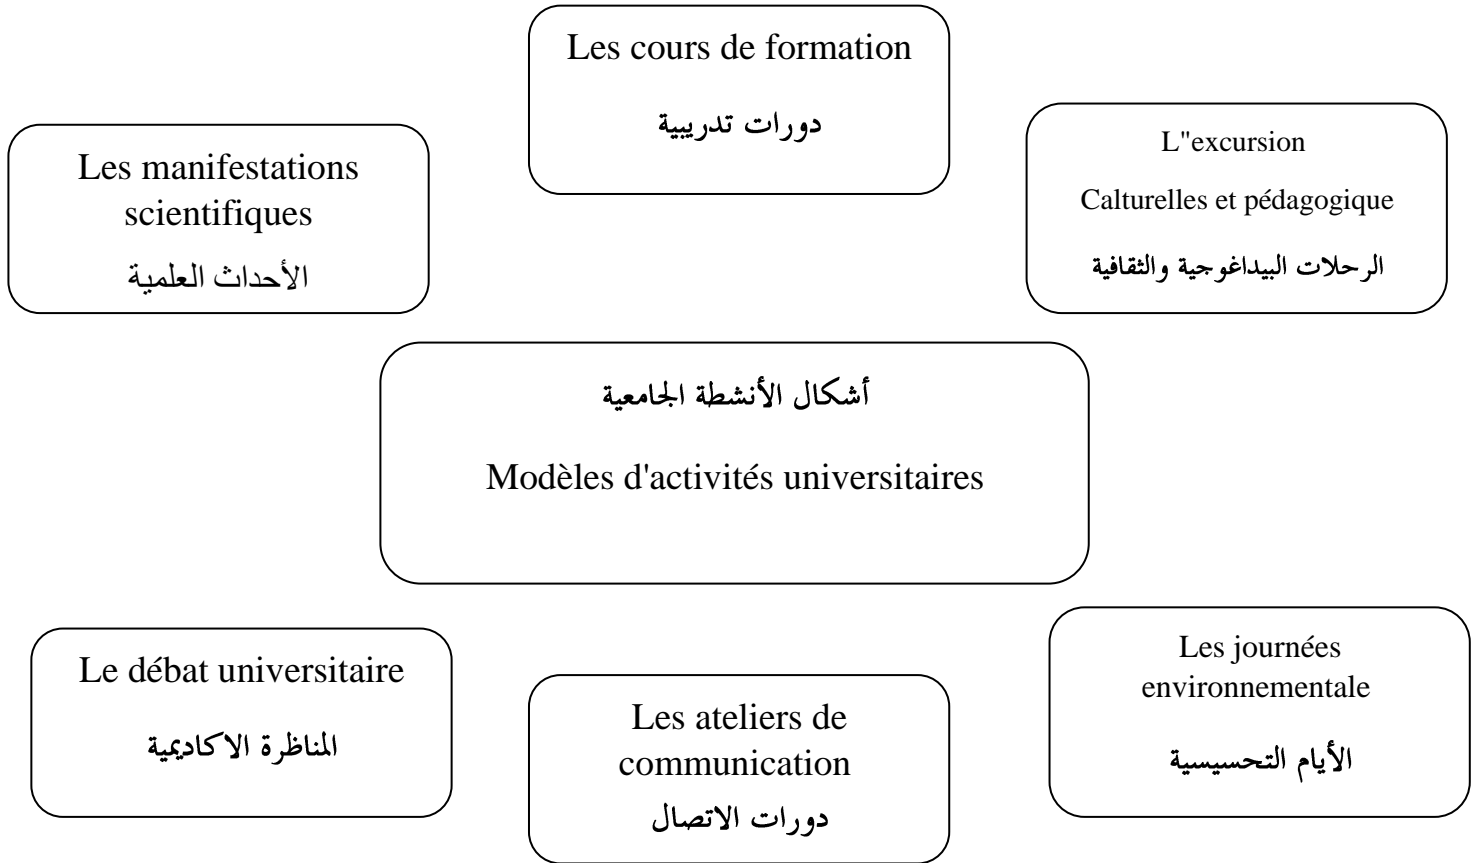 Les cours de formation
دورات تدريبية
Les manifestations
scientifiques
الأحداث العلمية
L"excursion
Calturelles et pédagogique
الرحلات البيداغوجية والثقافية
أشكال الأنشطة الجامعية
Modèles d'activités universitaires
Le débat universitaire
المناظرة الاكاديمية
Les ateliers de
communication
دورات الاتصال
Les journées
environnementale
الأيام التحسيسية